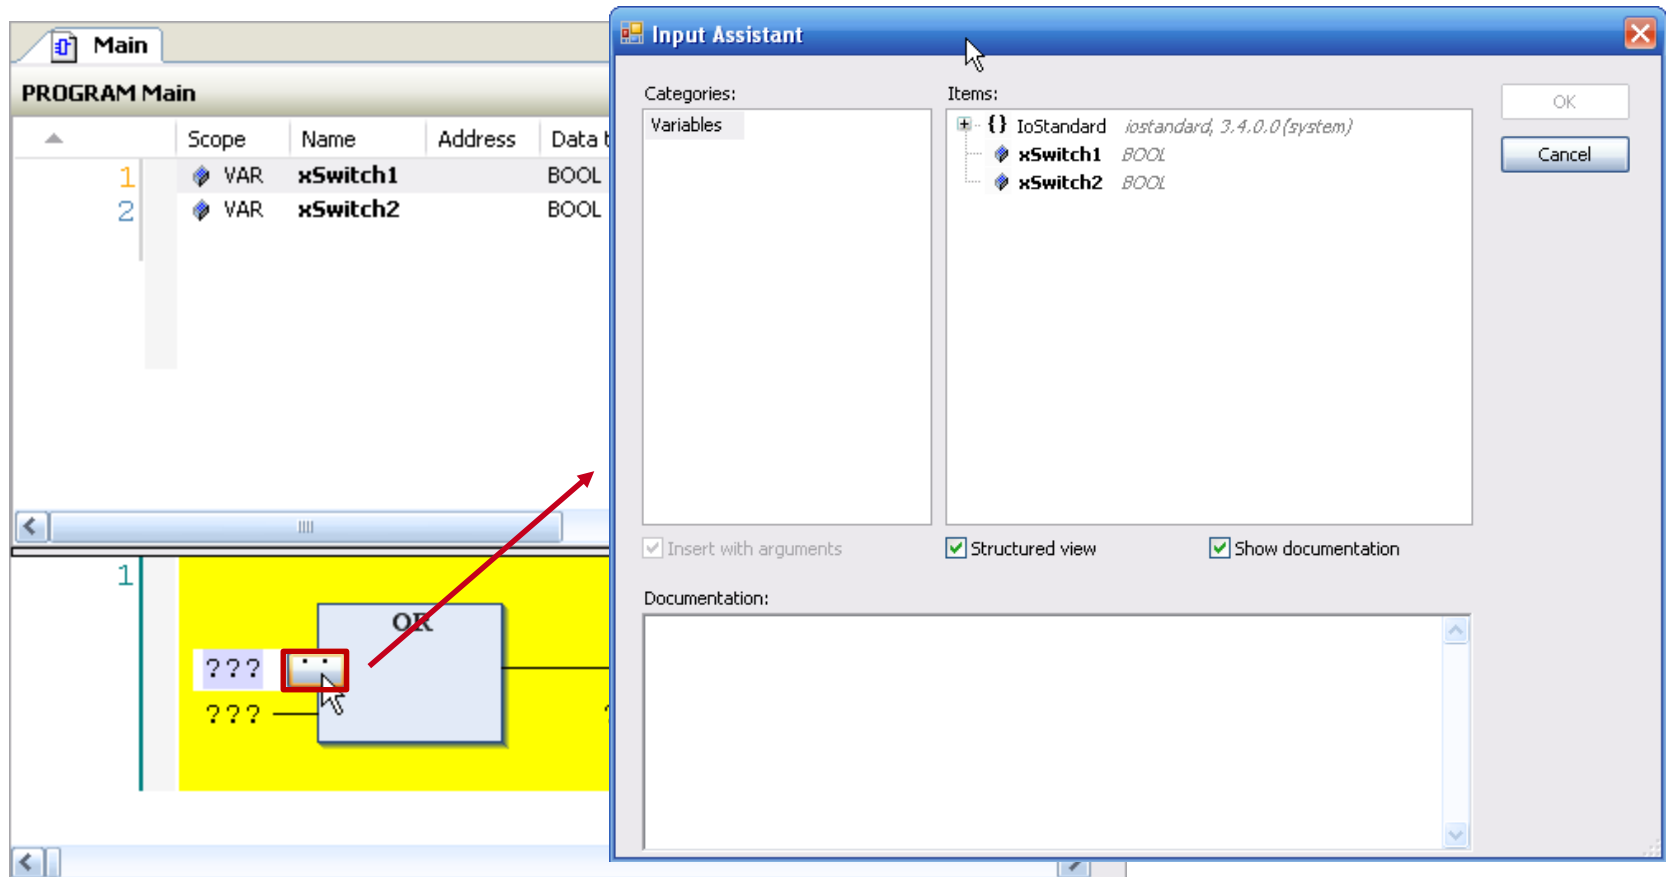 Main
PROGRAM Main
Scope Name Address Data t
1 VAR xSwitch1 BOOL
2 VAR xSwitch2 BOOL
1
OR
???
???
Input Assistant
Categories:
Variables
Items:
IoStandard iostandard, 3.4.0.0 (system)
xSwitch1 BOOL
xSwitch2 BOOL
OK
Cancel
Insert with arguments
Structured view
Show documentation
Documentation: